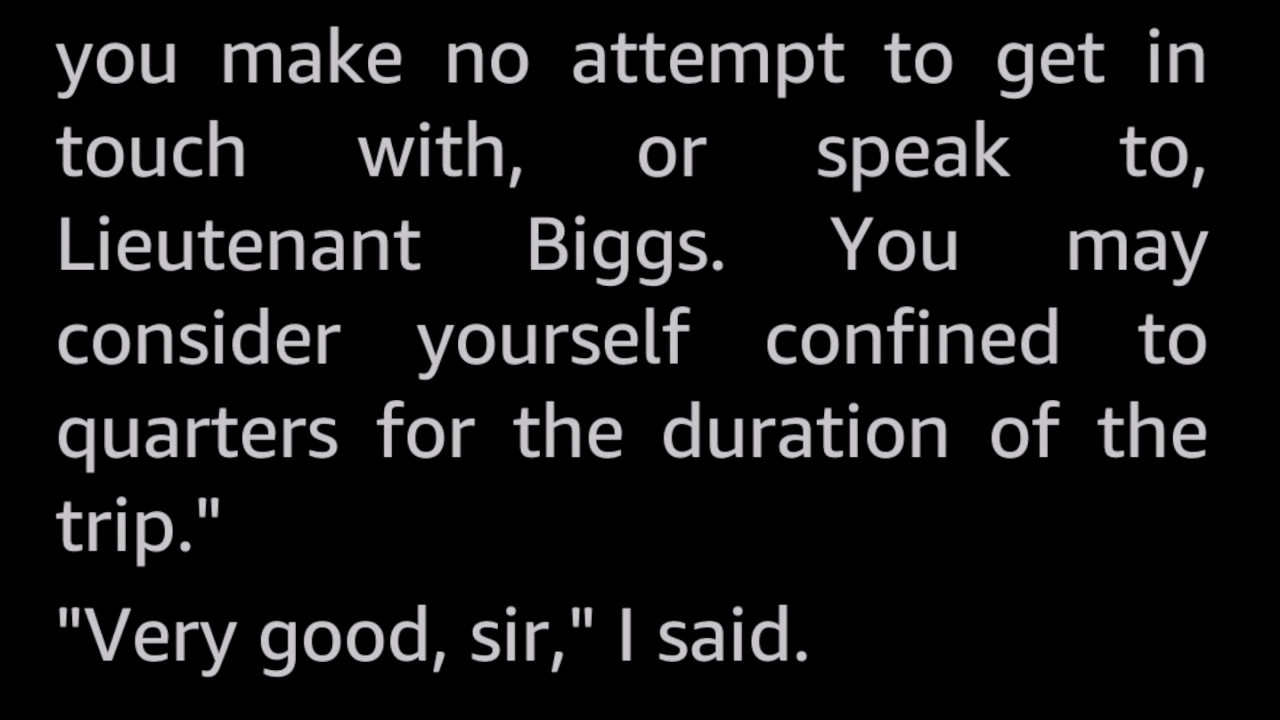 you make no attempt to get in
touch with, or speak to,
Lieutenant Biggs. You may
consider yourself confined to
quarters for the duration of the
trip."
"Very good, sir," I said.